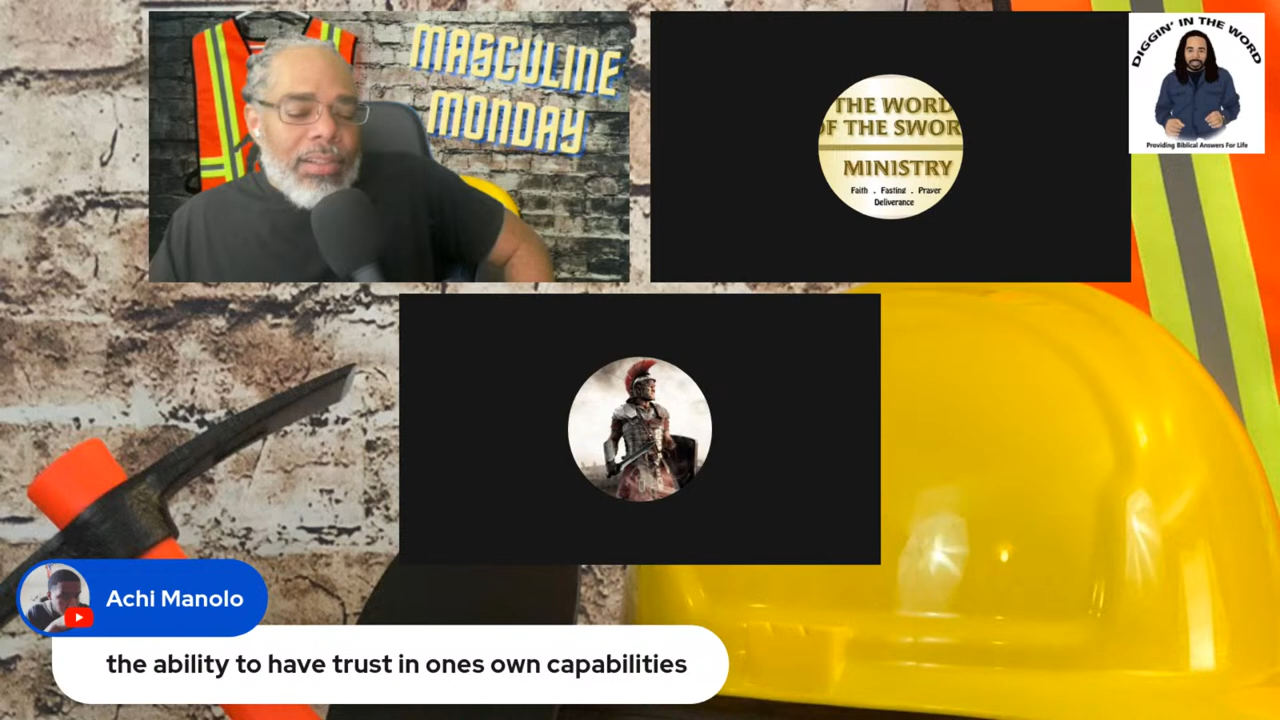 MASCULINE
MONDAY
THE WORD
OF THE SWOR
MINISTRY
Faith . Fasting . Prayer
Deliverance
DIGGIN' IN THE WORD
Providing Biblical Answers For Life
Achi Manolo
the ability to have trust in ones own capabilities